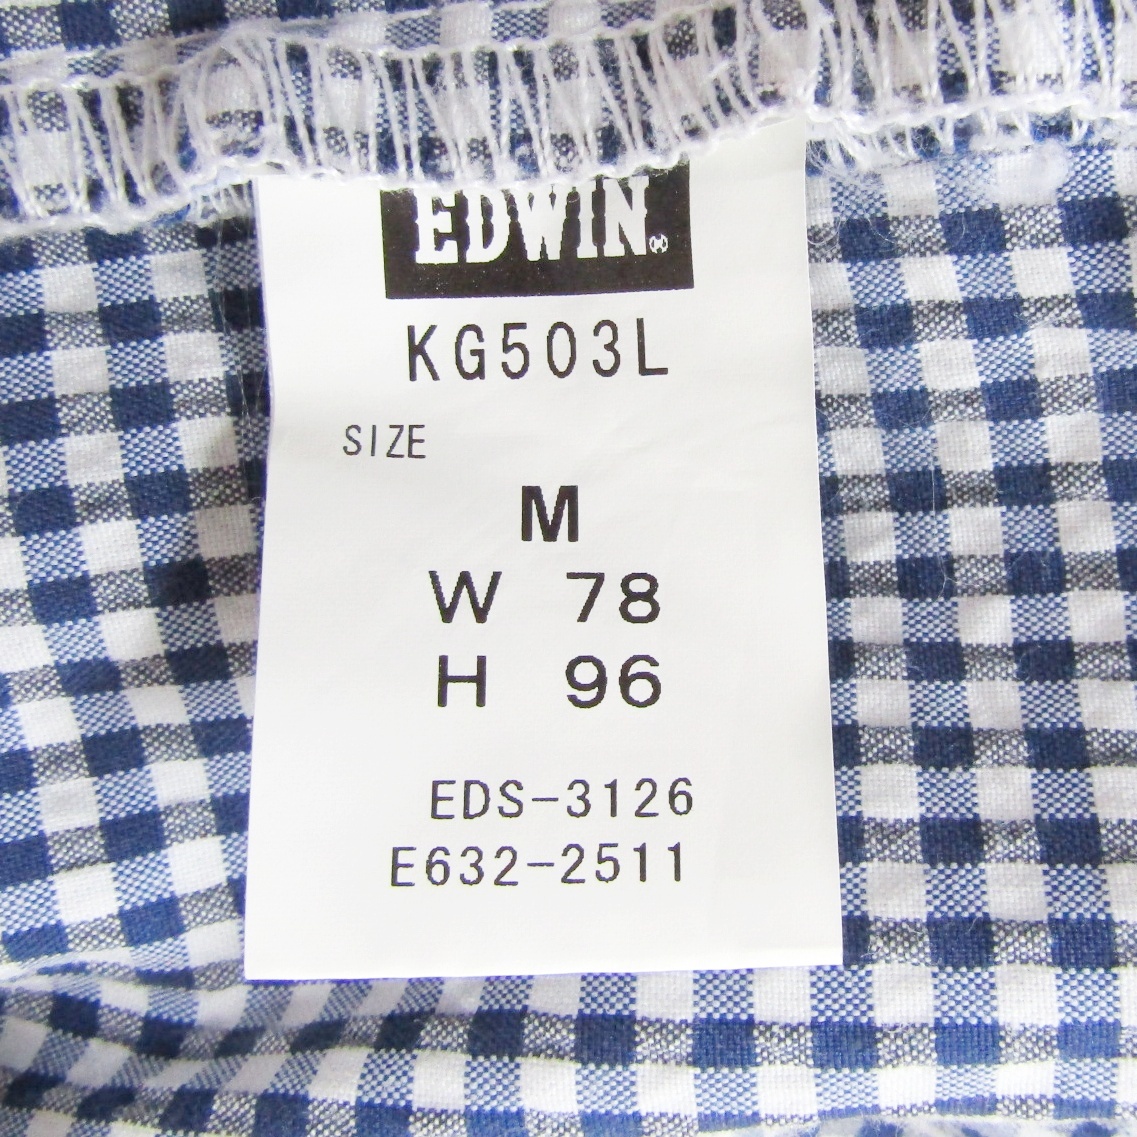 EDWIN®
KG503L
SIZE
M
W 78
H 96
EDS-3126
E632-2511